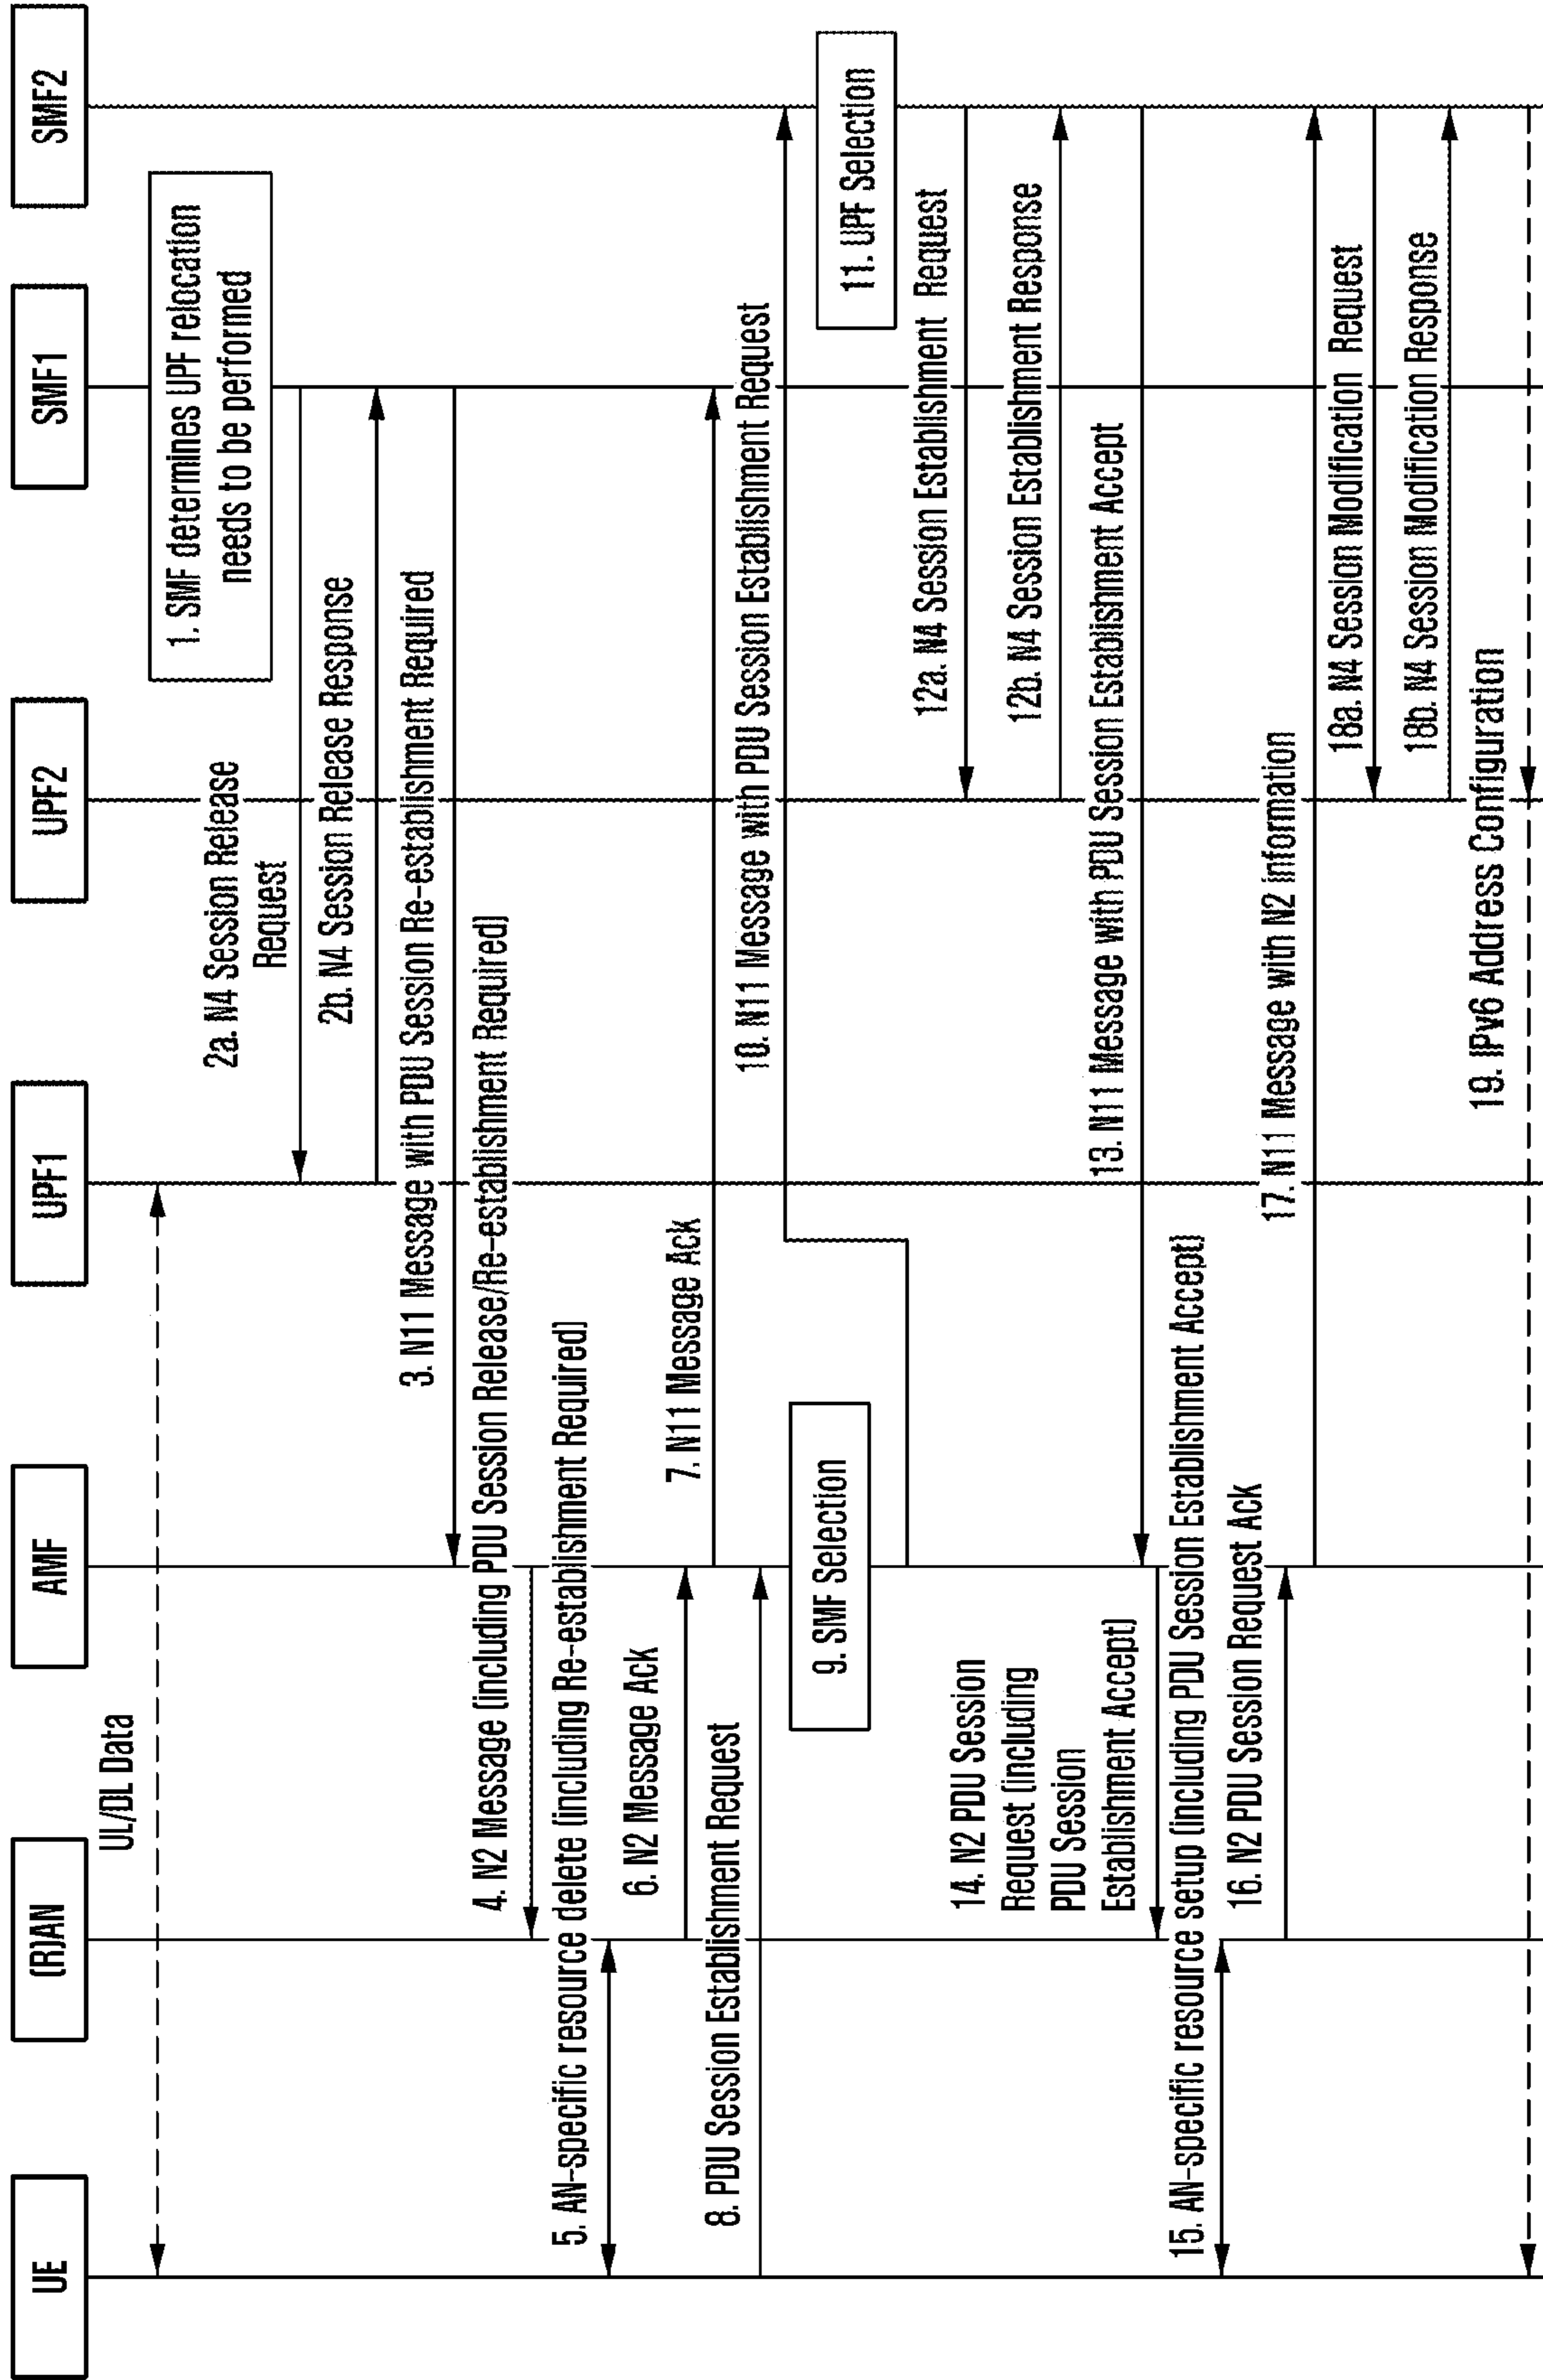 UE
(R)AN
AMF
UPF1
UPF2
SMF1
SMF2
UL/DL Data
1. SMF determines UPF relocation
needs to be performed
2a. N4 Session Release
Request
2b. N4 Session Release Response
3. N11 Message with PDU Session Re-establishment Required
4. N2 Message (including PDU Session Release/Re-establishment Required)
5. AN-specific resource delete (including Re-establishment Required)
6. N2 Message Ack
7. N11 Message Ack
8. PDU Session Establishment Request
9. SMF Selection
10. N11 Message with PDU Session Establishment Request
11. UPF Selection
12a. N4 Session Establishment Request
12b. N4 Session Establishment Response
13. N11 Message with PDU Session Establishment Accept
14. N2 PDU Session
Request (including
PDU Session
Establishment Accept)
15. AN-specific resource setup (including PDU Session Establishment Accept)
16. N2 PDU Session Request Ack
17. N11 Message with N2 information
18a. N4 Session Modification Request
18b. N4 Session Modification Response
19. IPv6 Address Configuration